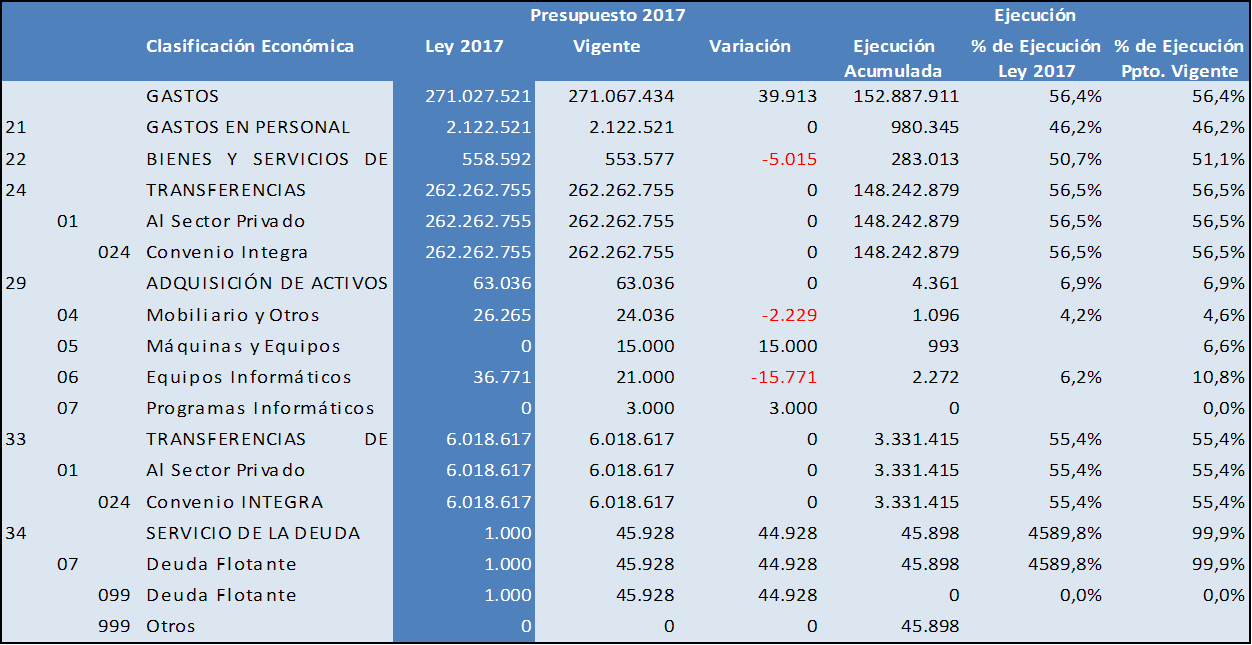 Presupuesto 2017 Ejecución
Clasificación Económica Ley 2017 Vigente Variación Ejecución % de Ejecución % de Ejecución
Acumulada Ley 2017 Ppto. Vigente
GASTOS 271.027.521 271.067.434 39.913 152.887.911 56,4% 56,4%
21 GASTOS EN PERSONAL 2.122.521 2.122.521 0 980.345 46,2% 46,2%
22 BIENES Y SERVICIOS DE 558.592 553.577 -5.015 283.013 50,7% 51,1%
24 TRANSFERENCIAS 262.262.755 262.262.755 0 148.242.879 56,5% 56,5%
01 Al Sector Privado 262.262.755 262.262.755 0 148.242.879 56,5% 56,5%
024 Convenio Integra 262.262.755 262.262.755 0 148.242.879 56,5% 56,5%
29 ADQUISICIÓN DE ACTIVOS 63.036 63.036 0 4.361 6,9% 6,9%
04 Mobiliario y Otros 26.265 24.036 -2.229 1.096 4,2% 4,6%
05 Máquinas y Equipos 0 15.000 15.000 993 6,6%
06 Equipos Informáticos 36.771 21.000 -15.771 2.272 6,2% 10,8%
07 Programas Informáticos 0 3.000 3.000 0 0,0%
33 TRANSFERENCIAS DE 6.018.617 6.018.617 0 3.331.415 55,4% 55,4%
01 Al Sector Privado 6.018.617 6.018.617 0 3.331.415 55,4% 55,4%
024 Convenio INTEGRA 6.018.617 6.018.617 0 3.331.415 55,4% 55,4%
34 SERVICIO DE LA DEUDA 1.000 45.928 44.928 45.898 4589,8% 99,9%
07 Deuda Flotante 1.000 45.928 44.928 45.898 4589,8% 99,9%
099 Deuda Flotante 1.000 45.928 44.928 0 0,0% 0,0%
999 Otros 0 0 0 45.898